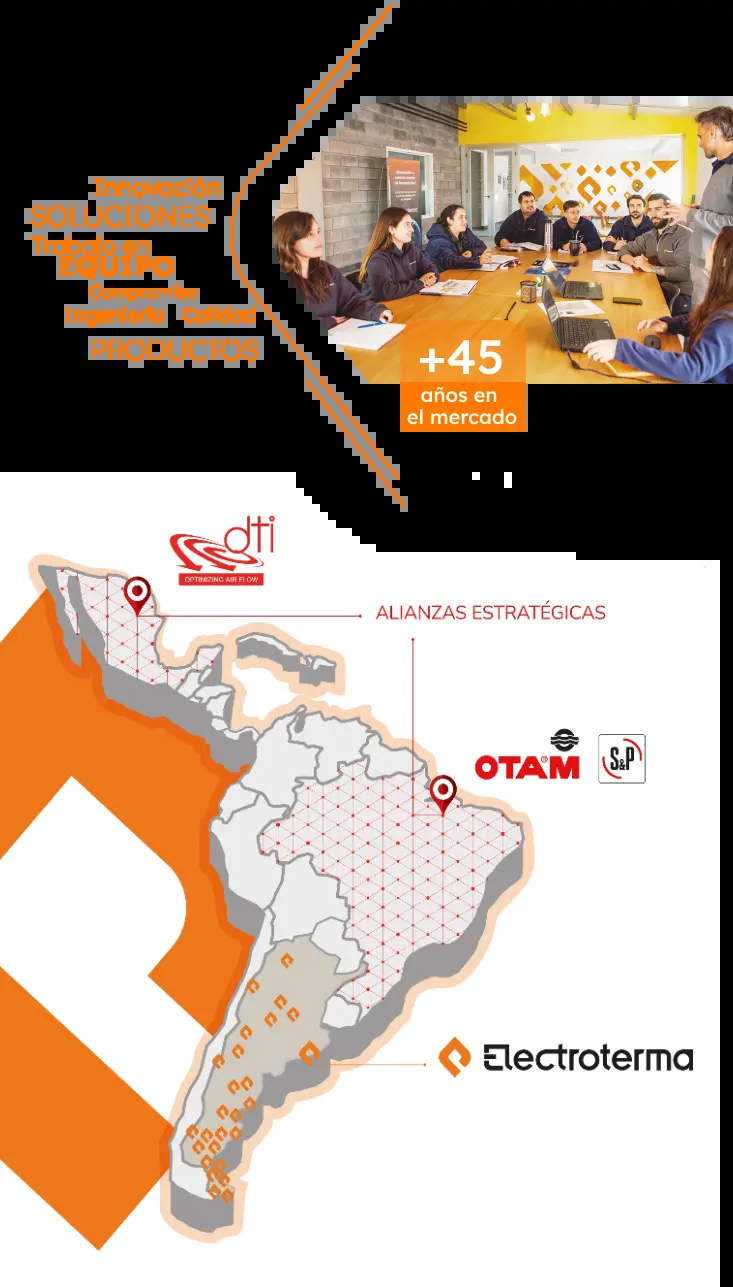 Innovación
SOLUCIONES
Trabajo en
EQUIPO
Compromiso
Ingeniería Calidad
PRODUCTOS
+45
años en
el mercado
dti
OPTIMIZING AIR FLOW
ALIANZAS ESTRATÉGICAS
OTAM
S&P
Electroterma